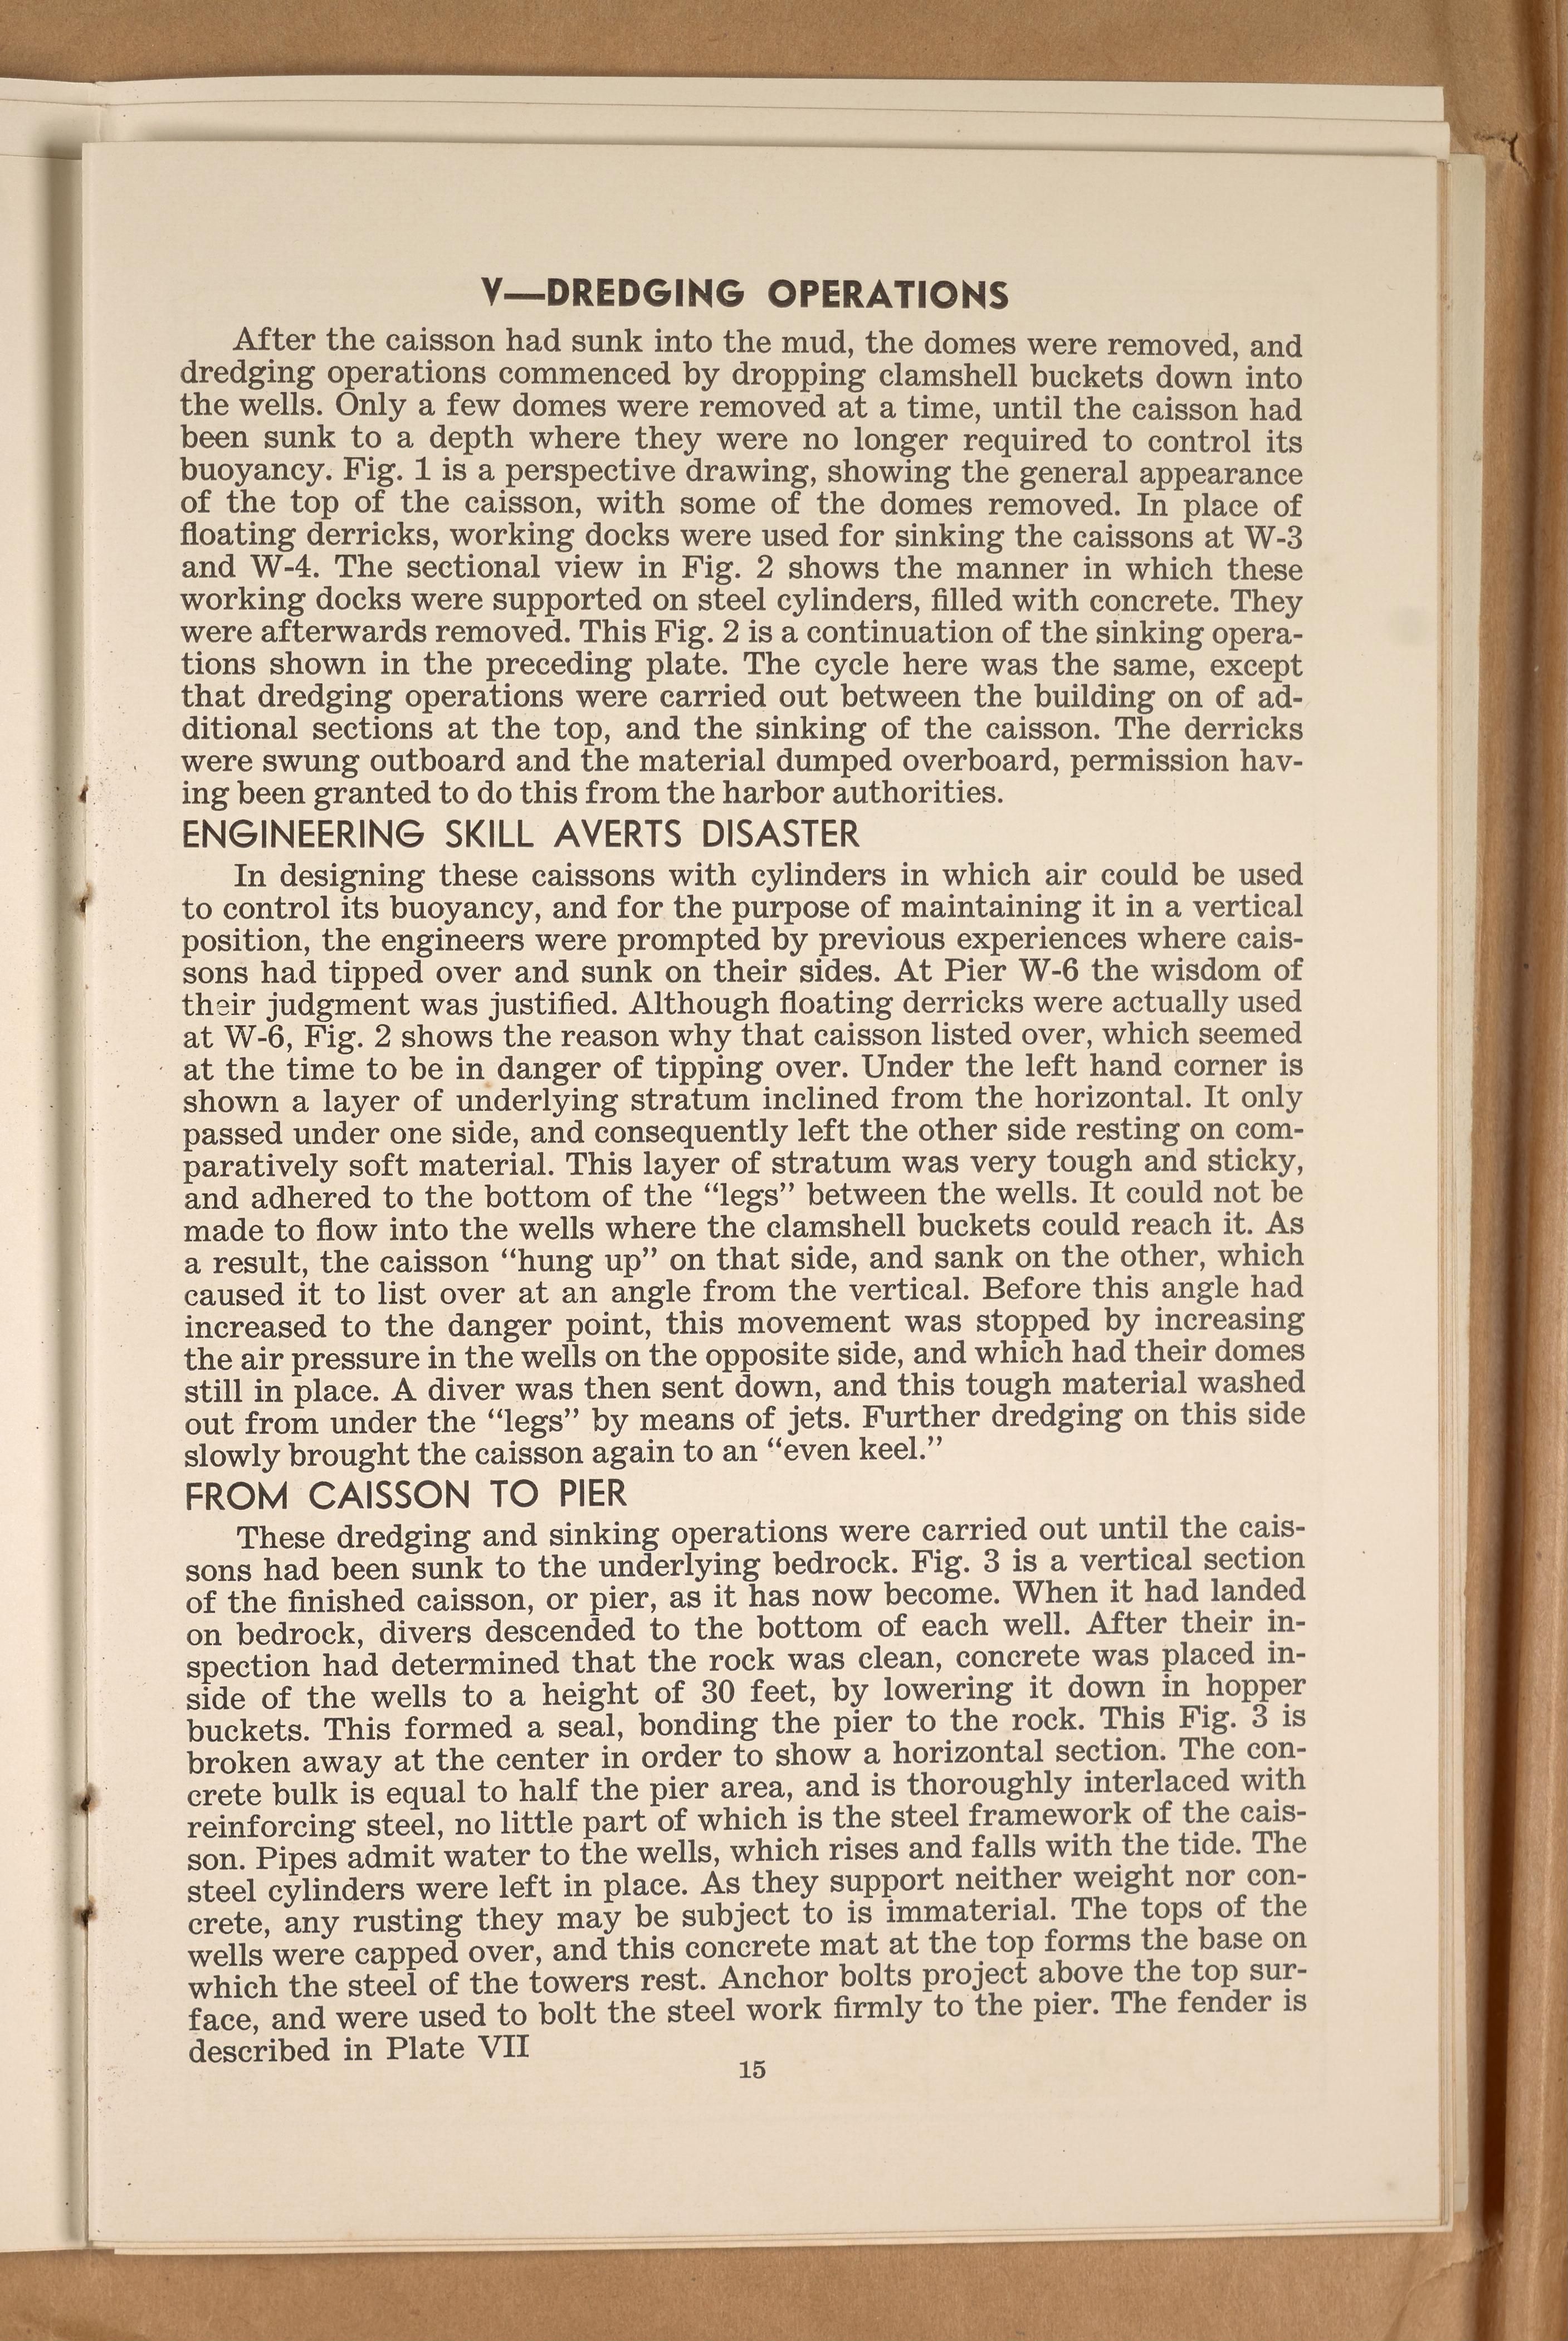 V—DREDGING OPERATIONS
After the caisson had sunk into the mud, the domes were removed, and
dredging operations commenced by dropping clamshell buckets down into
the wells. Only a few domes were removed at a time, until the caisson had
been sunk to a depth where they were no longer required to control its
buoyancy. Fig. 1 is a perspective drawing, showing the general appearance
of the top of the caisson, with some of the domes removed. In place of
floating derricks, working docks were used for sinking the caissons at W-3
and W-4. The sectional view in Fig. 2 shows the manner in which these
working docks were supported on steel cylinders, filled with concrete. They
were afterwards removed. This Fig. 2 is a continuation of the sinking opera-
tions shown in the preceding plate. The cycle here was the same, except
that dredging operations were carried out between the building on of ad-
ditional sections at the top, and the sinking of the caisson. The derricks
were swung outboard and the material dumped overboard, permission hav-
ing been granted to do this from the harbor authorities.
ENGINEERING SKILL AVERTS DISASTER
In designing these caissons with cylinders in which air could be used
to control its buoyancy, and for the purpose of maintaining it in a vertical
position, the engineers were prompted by previous experiences where cais-
sons had tipped over and sunk on their sides. At Pier W-6 the wisdom of
their judgment was justified. Although floating derricks were actually used
at W-6, Fig. 2 shows the reason why that caisson listed over, which seemed
at the time to be in danger of tipping over. Under the left hand corner is
shown a layer of underlying stratum inclined from the horizontal. It only
passed under one side, and consequently left the other side resting on com-
paratively soft material. This layer of stratum was very tough and sticky,
and adhered to the bottom of the “legs” between the wells. It could not be
made to flow into the wells where the clamshell buckets could reach it. As
a result, the caisson “hung up” on that side, and sank on the other, which
caused it to list over at an angle from the vertical. Before this angle had
increased to the danger point, this movement was stopped by increasing
the air pressure in the wells on the opposite side, and which had their domes
still in place. A diver was then sent down, and this tough material washed
out from under the “legs” by means of jets. Further dredging on this side
slowly brought the caisson again to an “even keel.”
FROM CAISSON TO PIER
These dredging and sinking operations were carried out until the cais-
sons had been sunk to the underlying bedrock. Fig. 3 is a vertical section
of the finished caisson, or pier, as it has now become. When it had landed
on bedrock, divers descended to the bottom of each well. After their in-
spection had determined that the rock was clean, concrete was placed in-
side of the wells to a height of 30 feet, by lowering it down in hopper
buckets. This formed a seal, bonding the pier to the rock. This Fig. 3 is
broken away at the center in order to show a horizontal section. The con-
crete bulk is equal to half the pier area, and is thoroughly interlaced with
reinforcing steel, no little part of which is the steel framework of the cais-
son. Pipes admit water to the wells, which rises and falls with the tide. The
steel cylinders were left in place. As they support neither weight nor con-
crete, any rusting they may be subject to is immaterial. The tops of the
wells were capped over, and this concrete mat at the top forms the base on
which the steel of the towers rest. Anchor bolts project above the top sur-
face, and were used to bolt the steel work firmly to the pier. The fender is
described in Plate VII
15